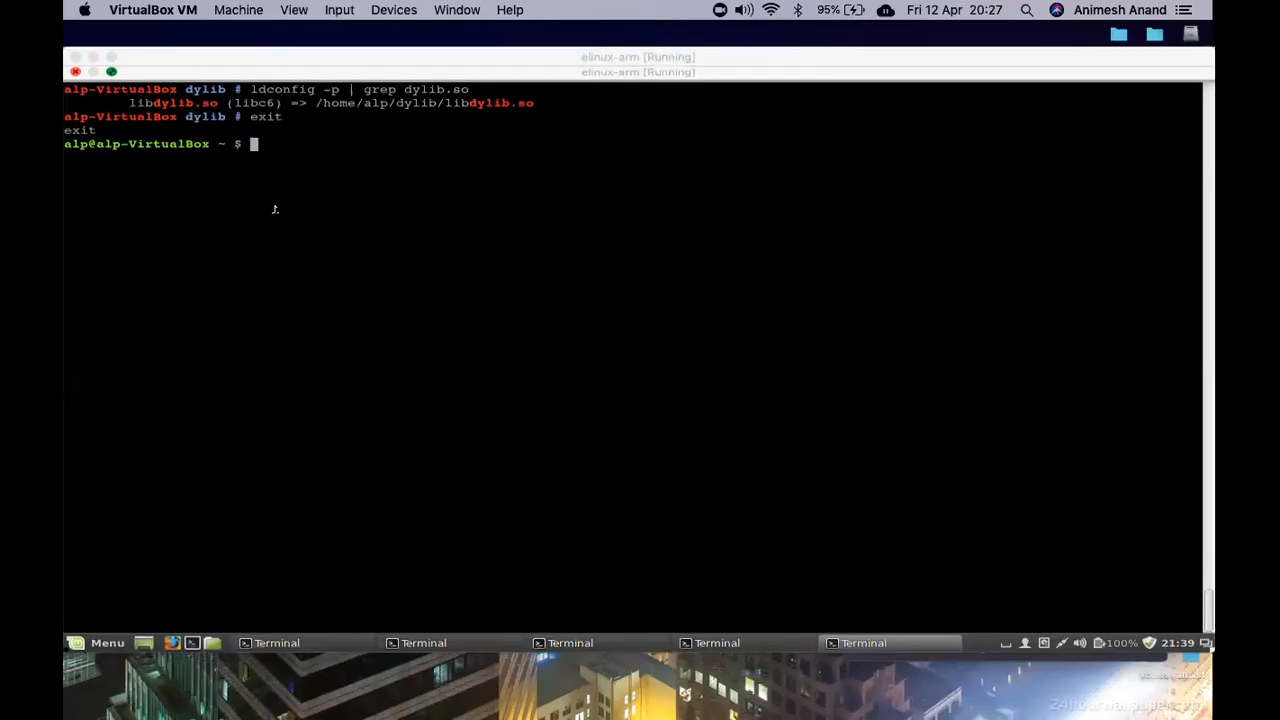 VirtualBox VM Machine View Input Devices Window Help 95% Fri 12 Apr 20:27 Animesh Anand
elinux-arm [Running]
elinux-arm [Running]
alp-VirtualBox dylib # ldconfig -p | grep dylib.so
libdylib.so (libc6) => /home/alp/dylib/libdylib.so
alp-VirtualBox dylib # exit
exit
alp@alp-VirtualBox ~ $
Menu Terminal Terminal Terminal Terminal Terminal 100% 21:39